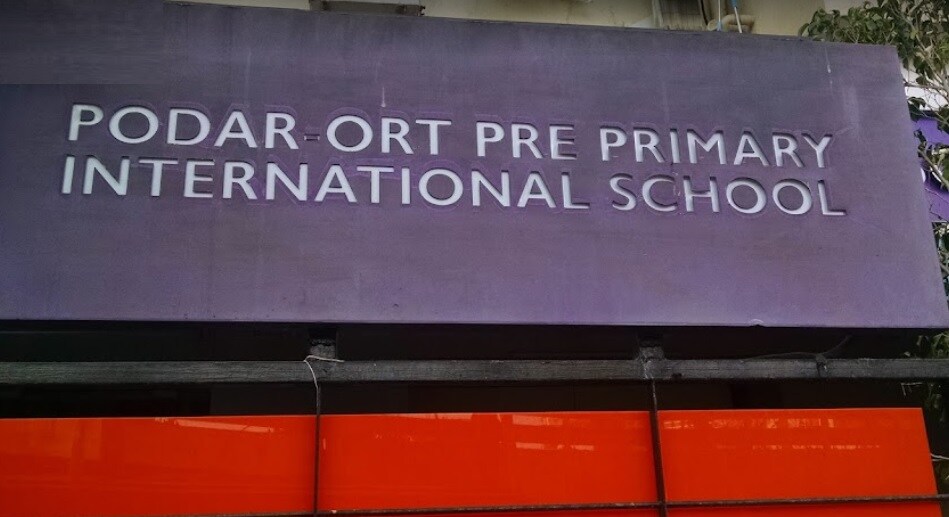 PODAR-ORT PRE PRIMARY
INTERNATIONAL SCHOOL